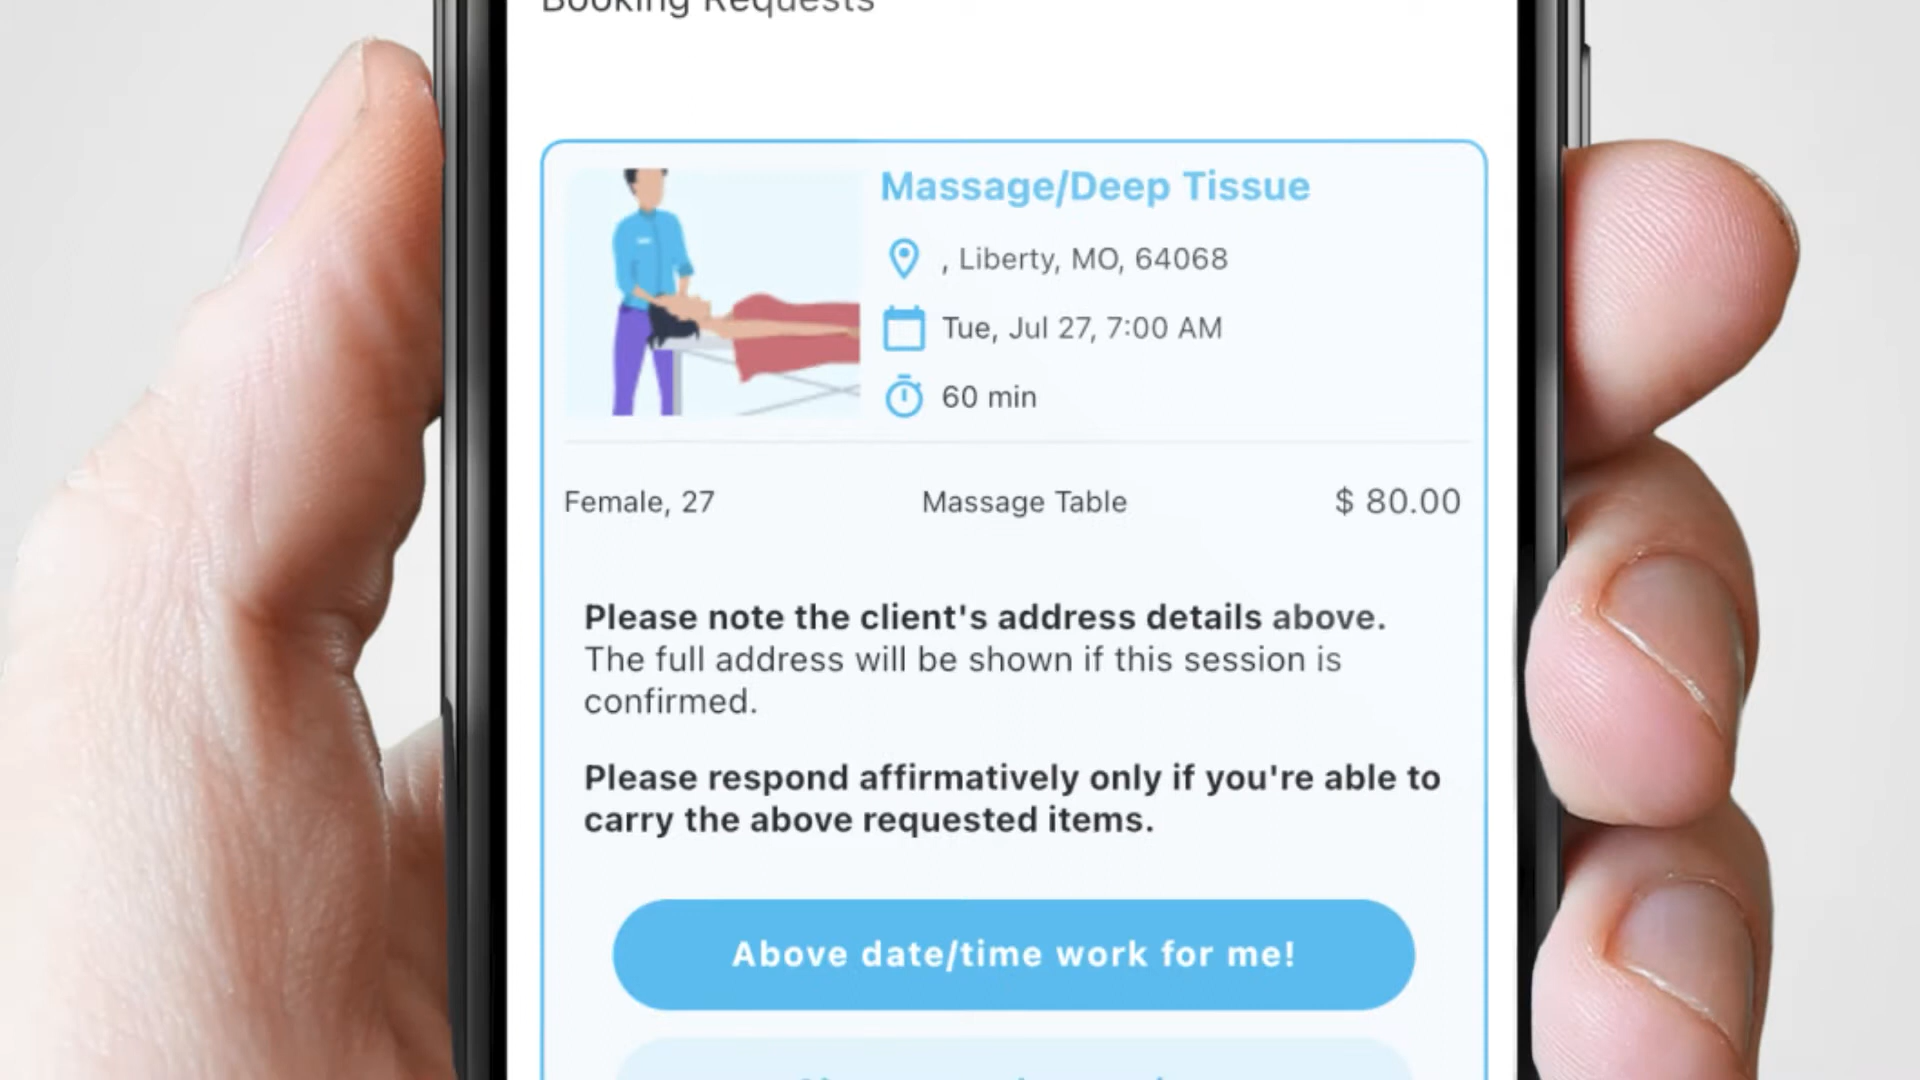 Booking Requests
Massage/Deep Tissue
, Liberty, MO, 64068
Tue, Jul 27, 7:00 AM
60 min
Female, 27
Massage Table
$ 80.00
Please note the client's address details above.
The full address will be shown if this session is
confirmed.
Please respond affirmatively only if you're able to
carry the above requested items.
Above date/time work for me!